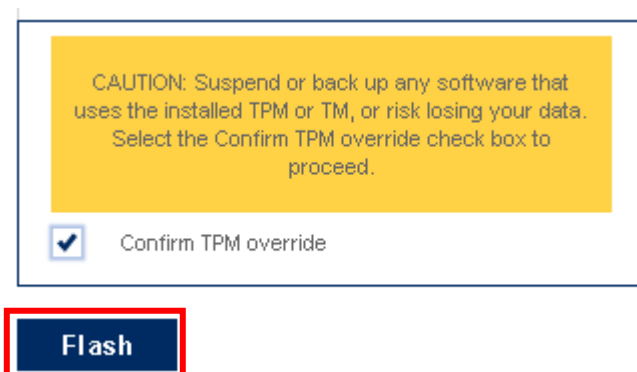 CAUTION: Suspend or back up any software that
uses the installed TPM or TM, or risk losing your data.
Select the Confirm TPM override check box to
proceed.
Confirm TPM override
Flash